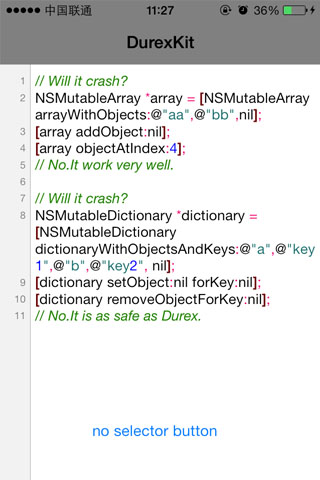 中国联通 11:27 36%
DurexKit
1 // Will it crash?
2 NSMutableArray *array = [NSMutableArray
arrayWithObjects:@"aa",@"bb",nil];
3 [array addObject:nil];
4 [array objectAtIndex:4];
5 // No.It work very well.
6
7 // Will it crash?
8 NSMutableDictionary *dictionary =
[NSMutableDictionary
dictionaryWithObjectsAndKeys:@"a",@"key
1",@"b",@"key2", nil];
9 [dictionary setObject:nil forKey:nil];
10 [dictionary removeObjectForKey:nil];
11 // No.It is as safe as Durex.
no selector button